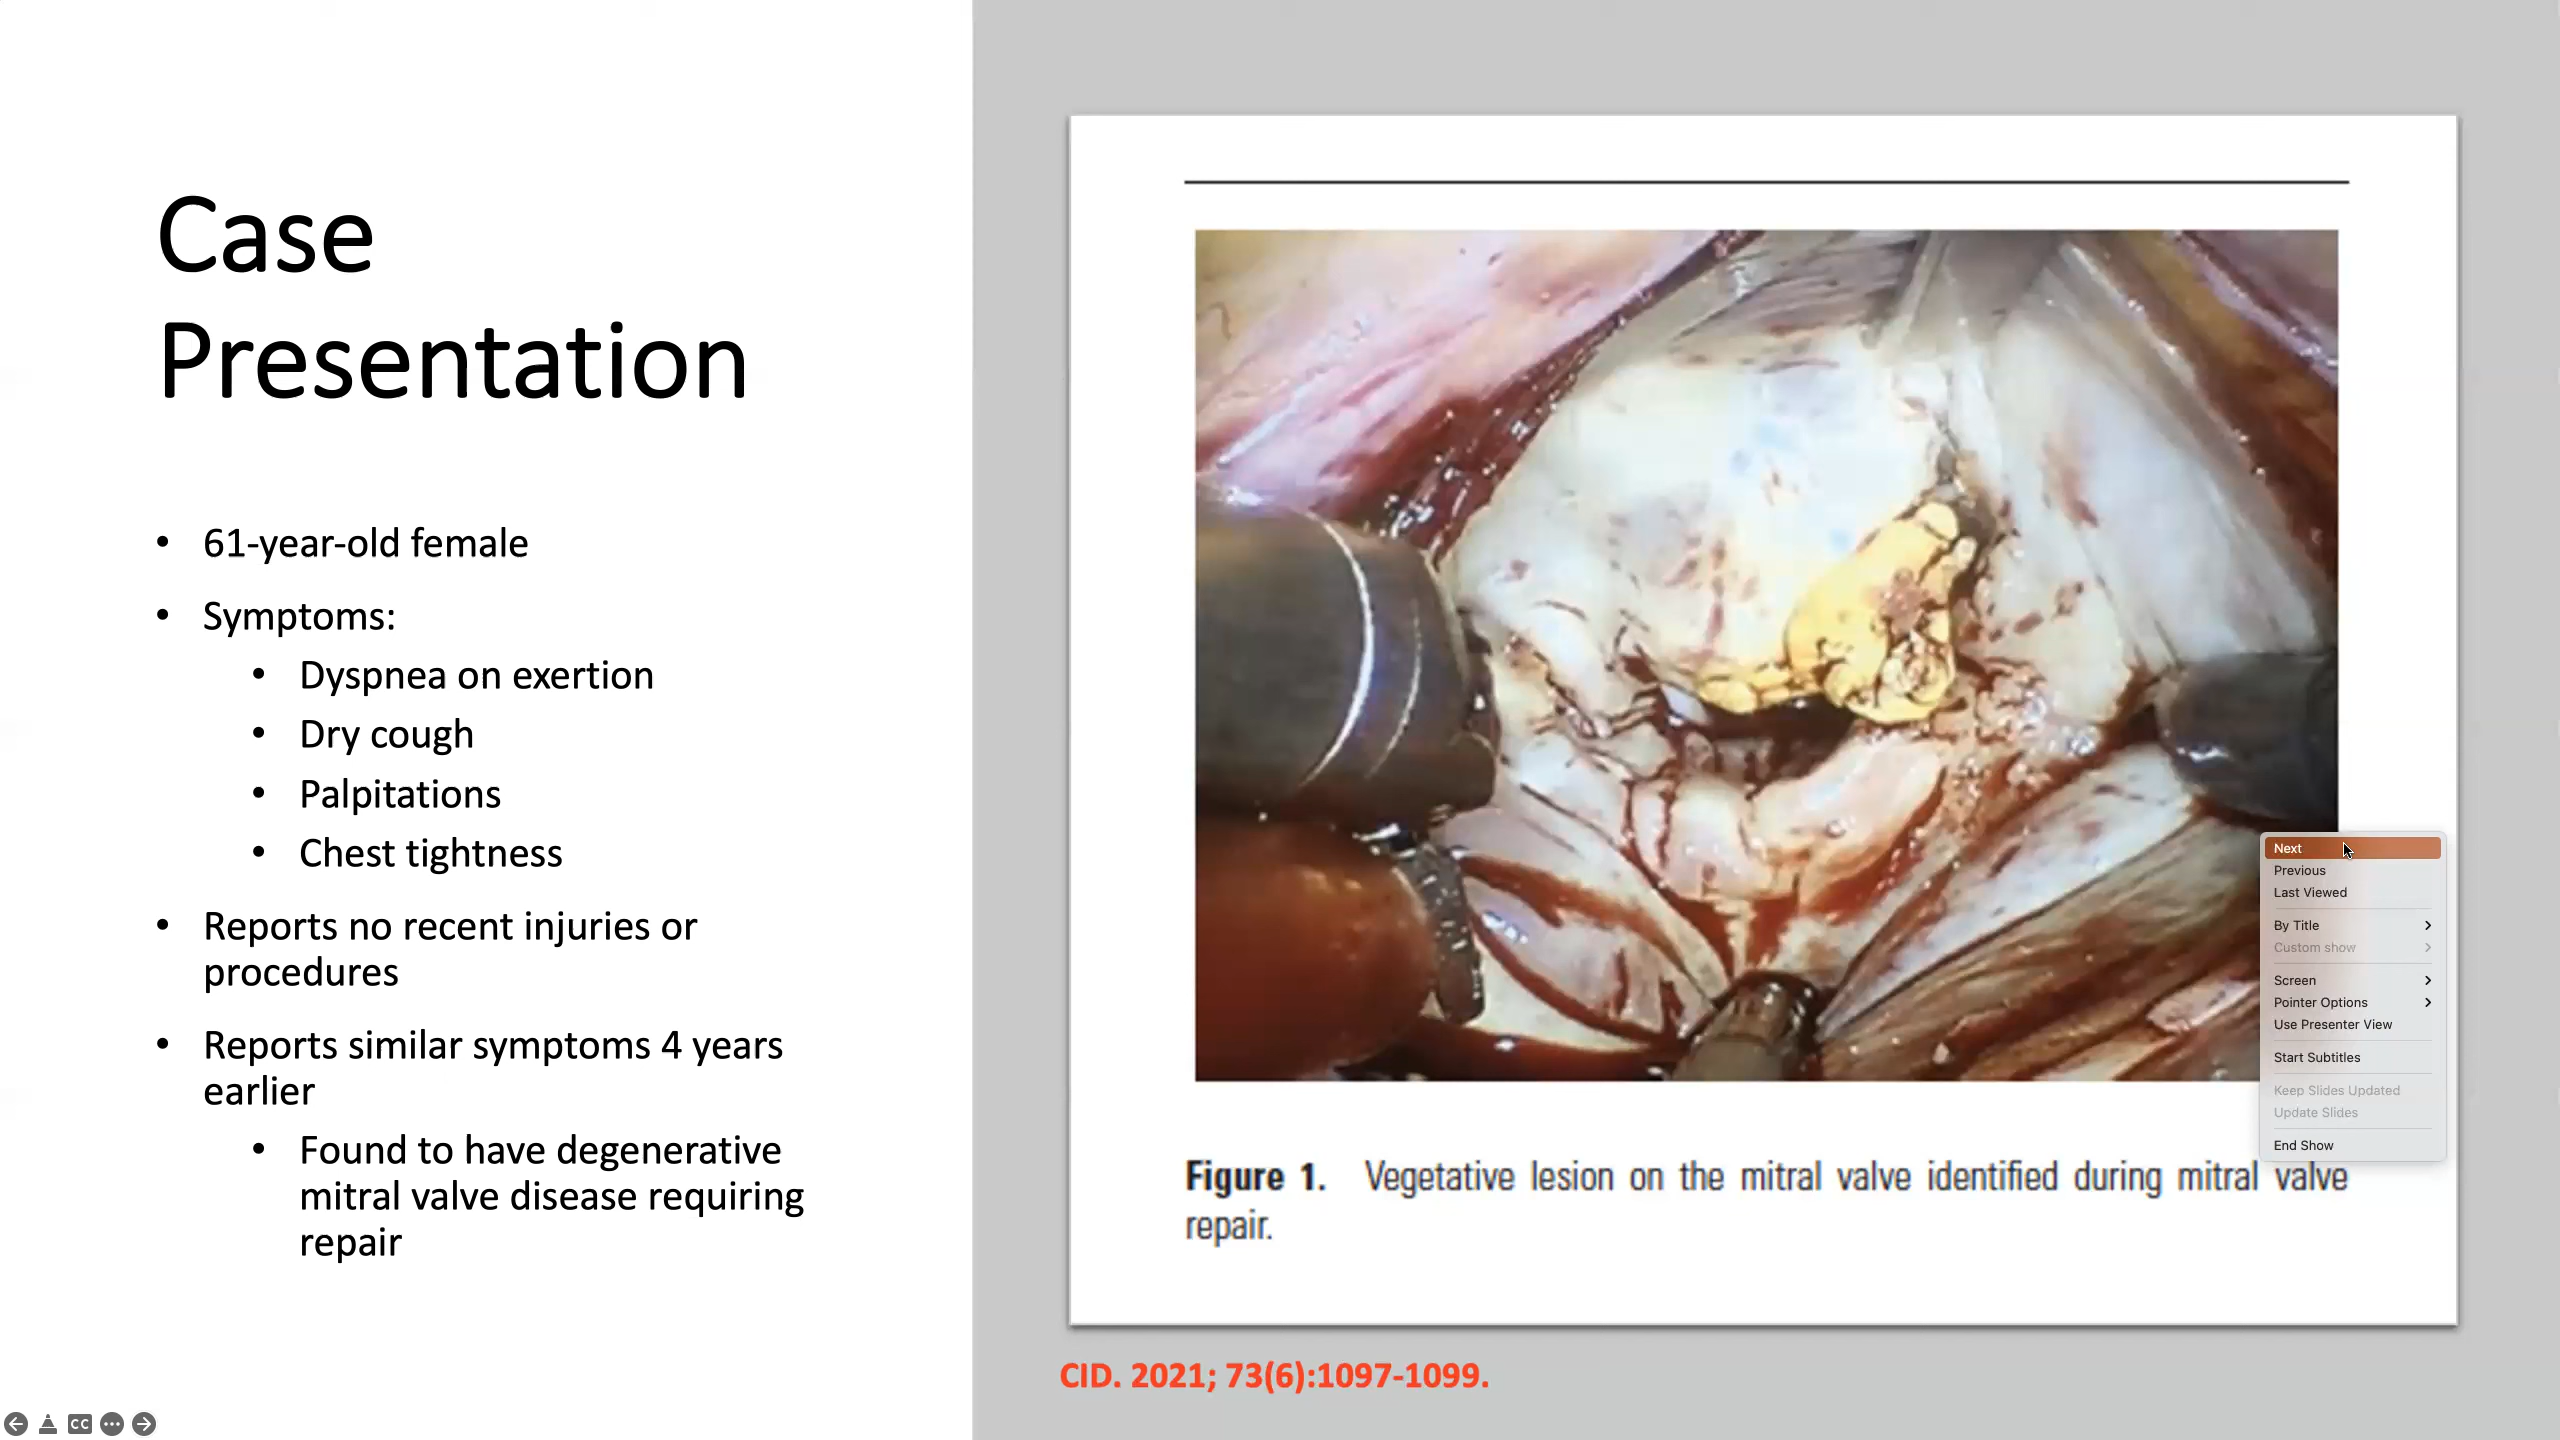 Case
Presentation
• 61-year-old female
• Symptoms:
• Dyspnea on exertion
• Dry cough
• Palpitations
• Chest tightness
• Reports no recent injuries or
procedures
• Reports similar symptoms 4 years
earlier
• Found to have degenerative
mitral valve disease requiring
repair
Figure 1. Vegetative lesion on the mitral valve identified during mitral valve
repair.
CID. 2021; 73(6):1097-1099.
Next
Previous
Last Viewed
By Title
Custom show
Screen
Pointer Options
Use Presenter View
Start Subtitles
Keep Slides Updated
Update Slides
End Show
CC